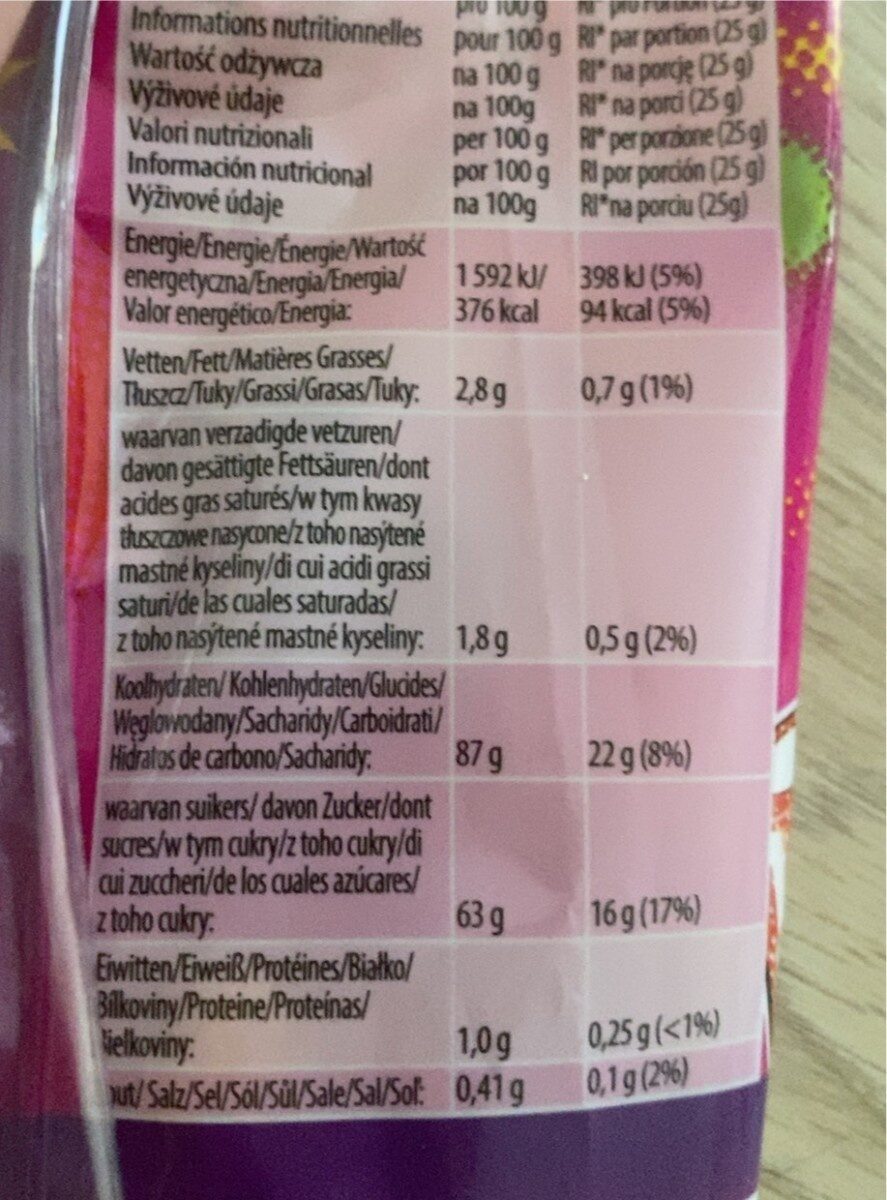 pro 100 g
Informations nutritionnelles pour 100 g RI* par portion (25 g)
Wartość odżywcza na 100 g RI* na porcję (25 g)
Výživové údaje na 100g RI* na porci (25 g)
Valori nutrizionali per 100 g RI* per porzione (25 g)
Información nutricional por 100 g RI por porción (25 g)
Výživové údaje na 100g RI*na porciu (25g)
Energie/Energie/Énergie/Wartość
energetyczna/Energia/Energia/ 1 592 kJ/ 398 kJ (5%)
Valor energético/Energia: 376 kcal 94 kcal (5%)
Vetten/Fett/Matières Grasses/
Tłuszcz/Tuky/Grassi/Grasas/Tuky: 2,8 g 0,7 g (1%)
waarvan verzadigde vetzuren/
davon gesättigte Fettsäuren/dont
acides gras saturés/w tym kwasy
tłuszczowe nasycone/z toho nasýtené
mastné kyseliny/di cui acidi grassi
saturi/de las cuales saturadas/
z toho nasýtené mastné kyseliny: 1,8 g 0,5 g (2%)
Koolhydraten/ Kohlenhydraten/Glucides/
Węglowodany/Sacharidy/Carboidrati/
Hidratos de carbono/Sacharidy: 87 g 22 g (8%)
waarvan suikers/ davon Zucker/dont
sucres/w tym cukry/z toho cukry/di
cui zuccheri/de los cuales azúcares/
z toho cukry: 63 g 16 g (17%)
Eiwitten/Eiweiß/Protéines/Białko/
Bílkoviny/Proteine/Proteínas/
Bielkoviny: 1,0 g 0,25 g (<1%)
out/ Salz/Sel/Sól/Sůl/Sale/Sal/Soľ: 0,41 g 0,1 g (2%)